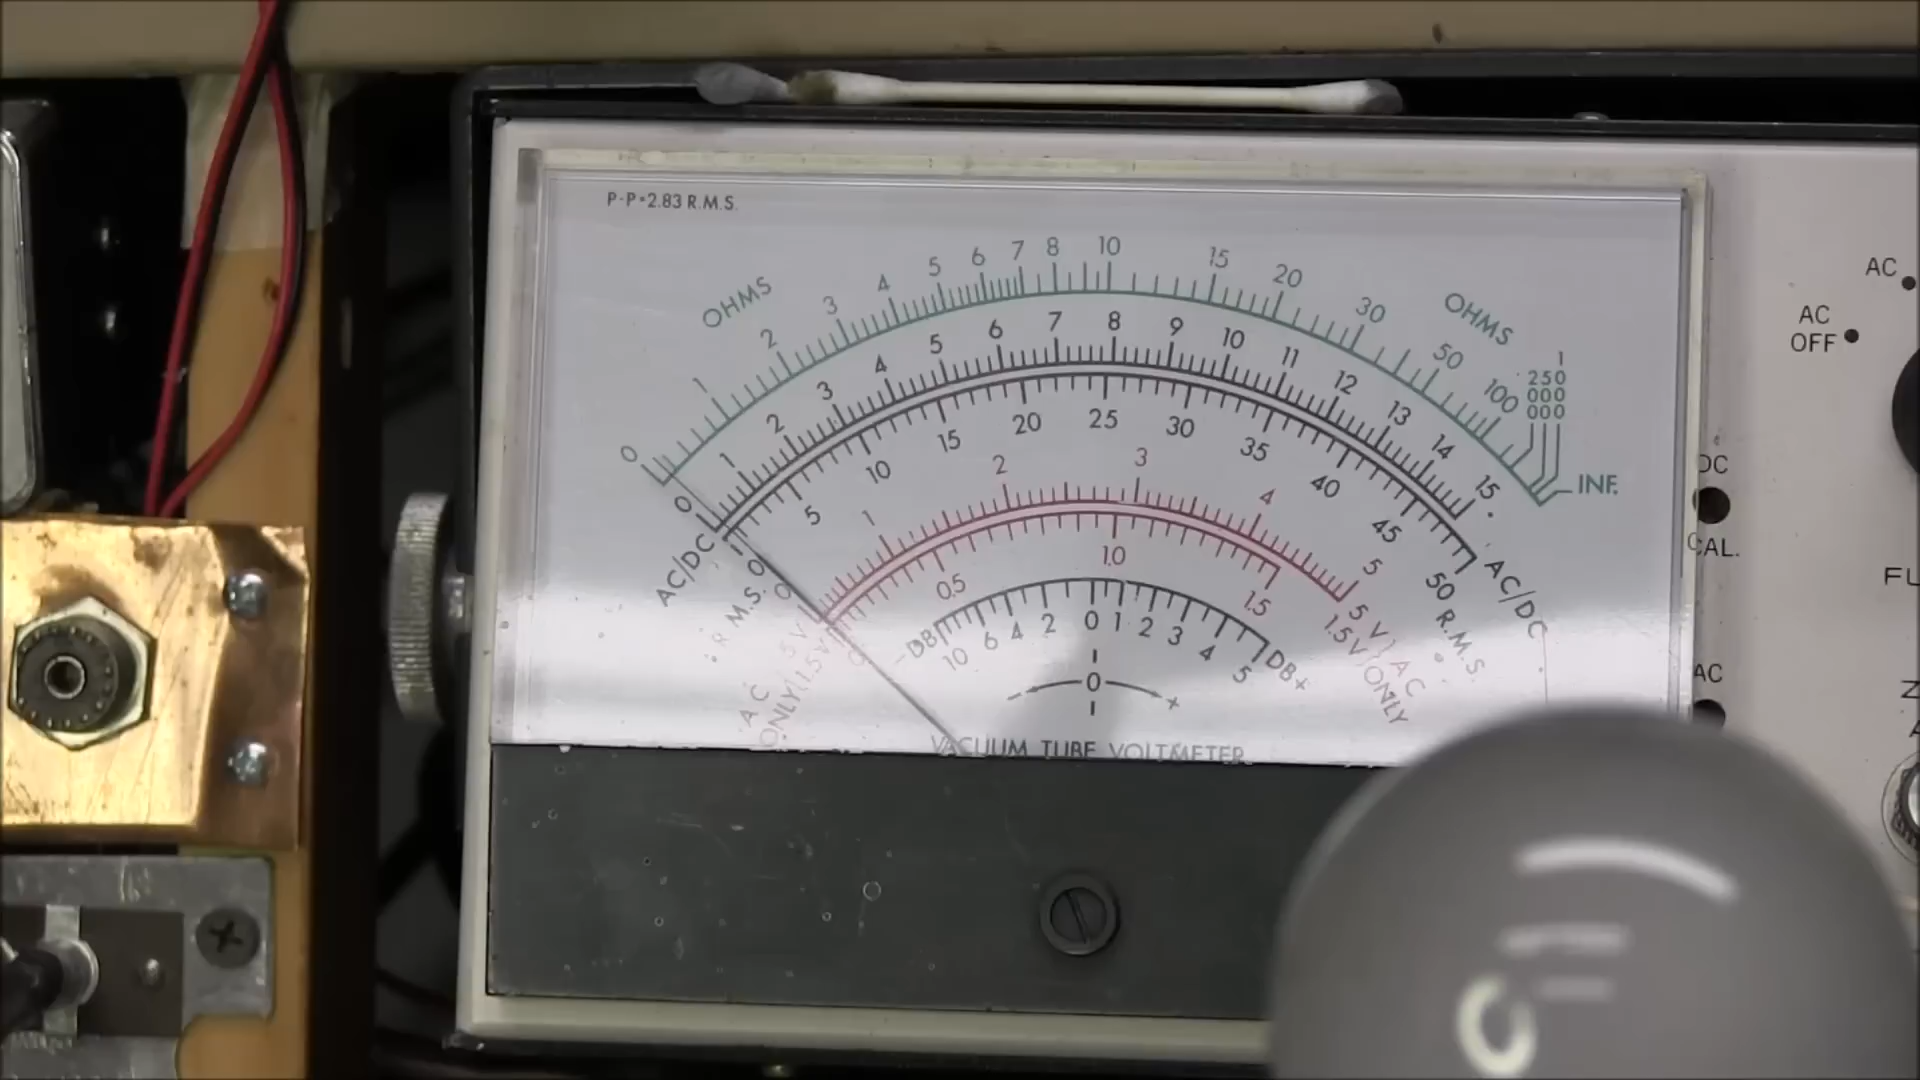 P-P=2.83 R.M.S.
OHMS
0 1 2 3 4 5 6 7 8 10 15 20 30 50 100
OHMS
1
250
000
000
INF.
0 1 2 3 4 5 6 7 8 9 10 11 12 13 14 15
AC/DC
AC/DC
0 5 10 15 20 25 30 35 40 45 50
R.M.S.
R.M.S.
0 1 2 3 4 5
5 V
AC
ONLY
1.5V
0 0.5 1.0 1.5
5 V
1.5 V
AC
ONLY
-DB
10 6 4 2 0 1 2 3 4 5
DB+
- 0 +
VACUUM TUBE VOLTMETER
AC
AC
OFF
DC
CAL.
AC